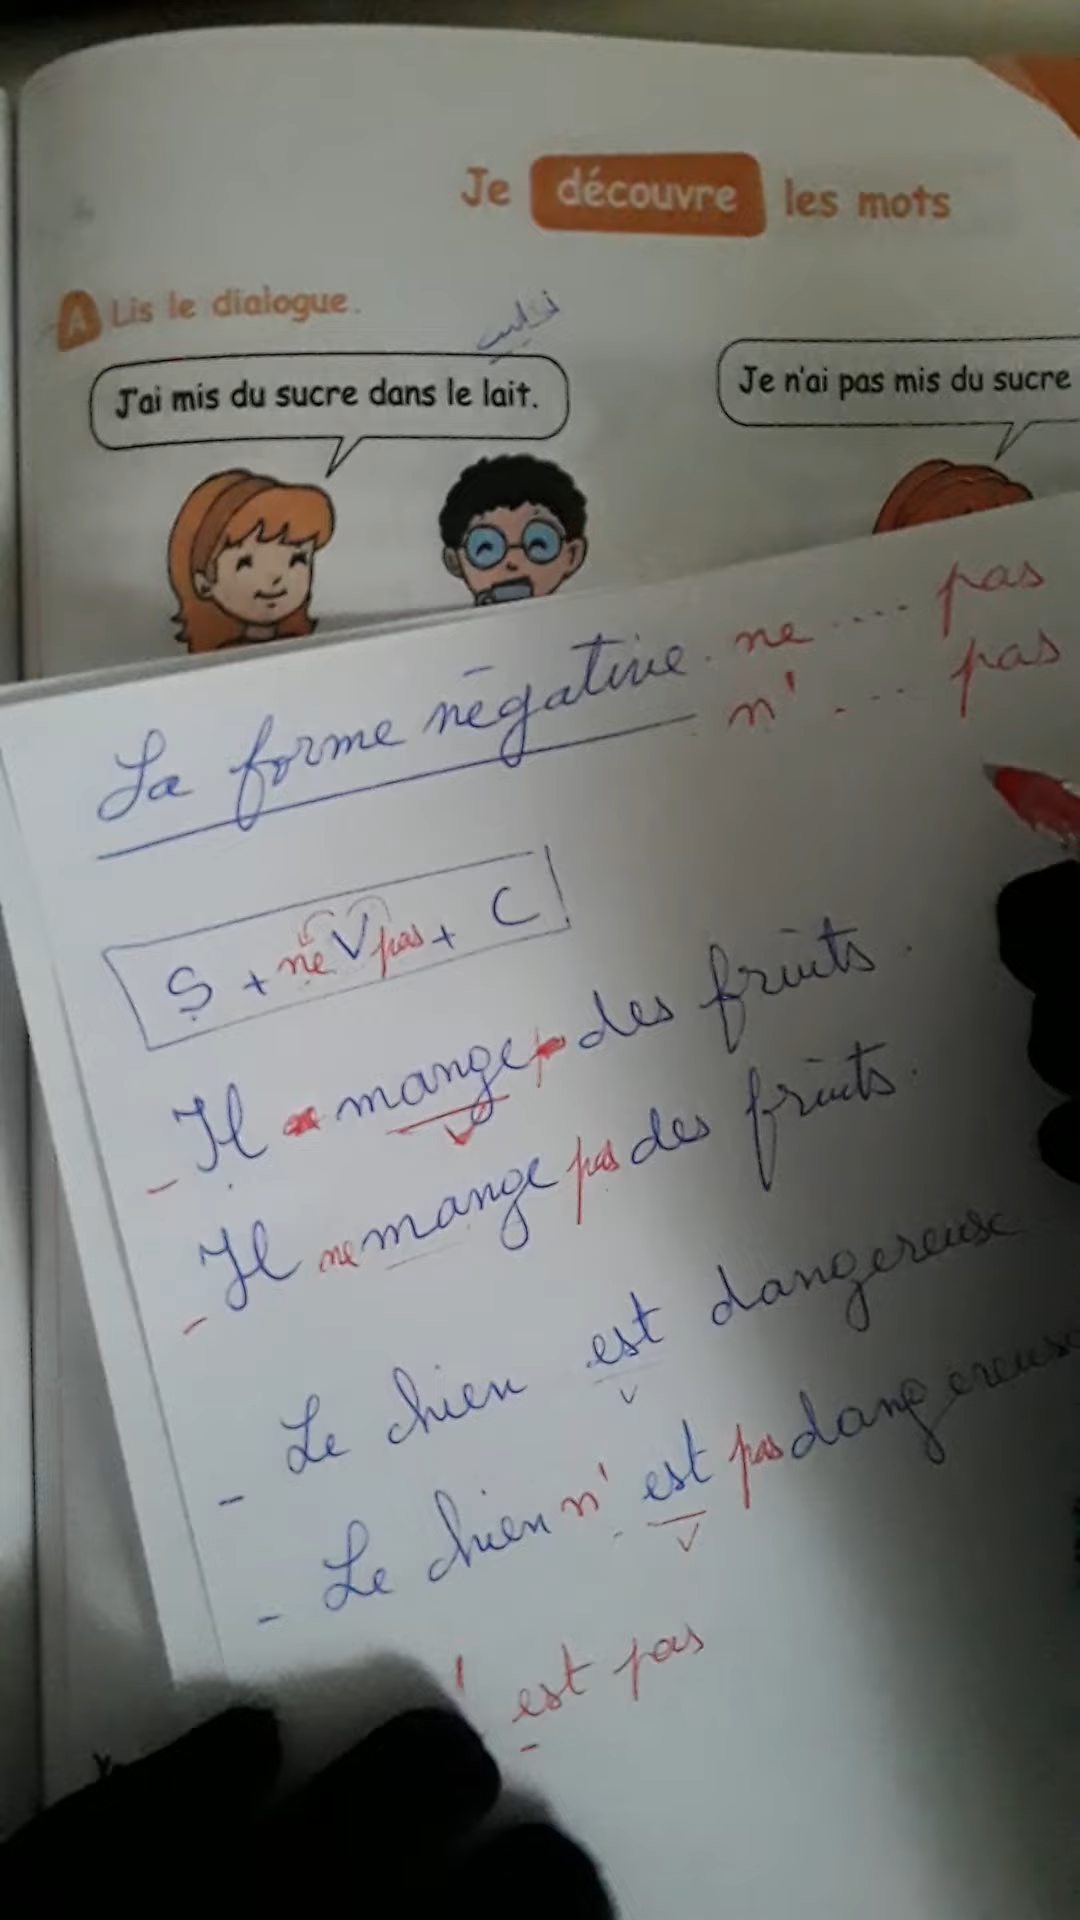 Je découvre les mots
A Lis le dialogue.
حليب
J'ai mis du sucre dans le lait.
Je n'ai pas mis du sucre
La forme négative. ne .... pas
n' .... pas
S + ne V pas + C
- Il mange des fruits.
- Il ne mange pas des fruits.
- Le chien est dangereuse
V
- Le chien n'est pas dangereuse
V
' est pas